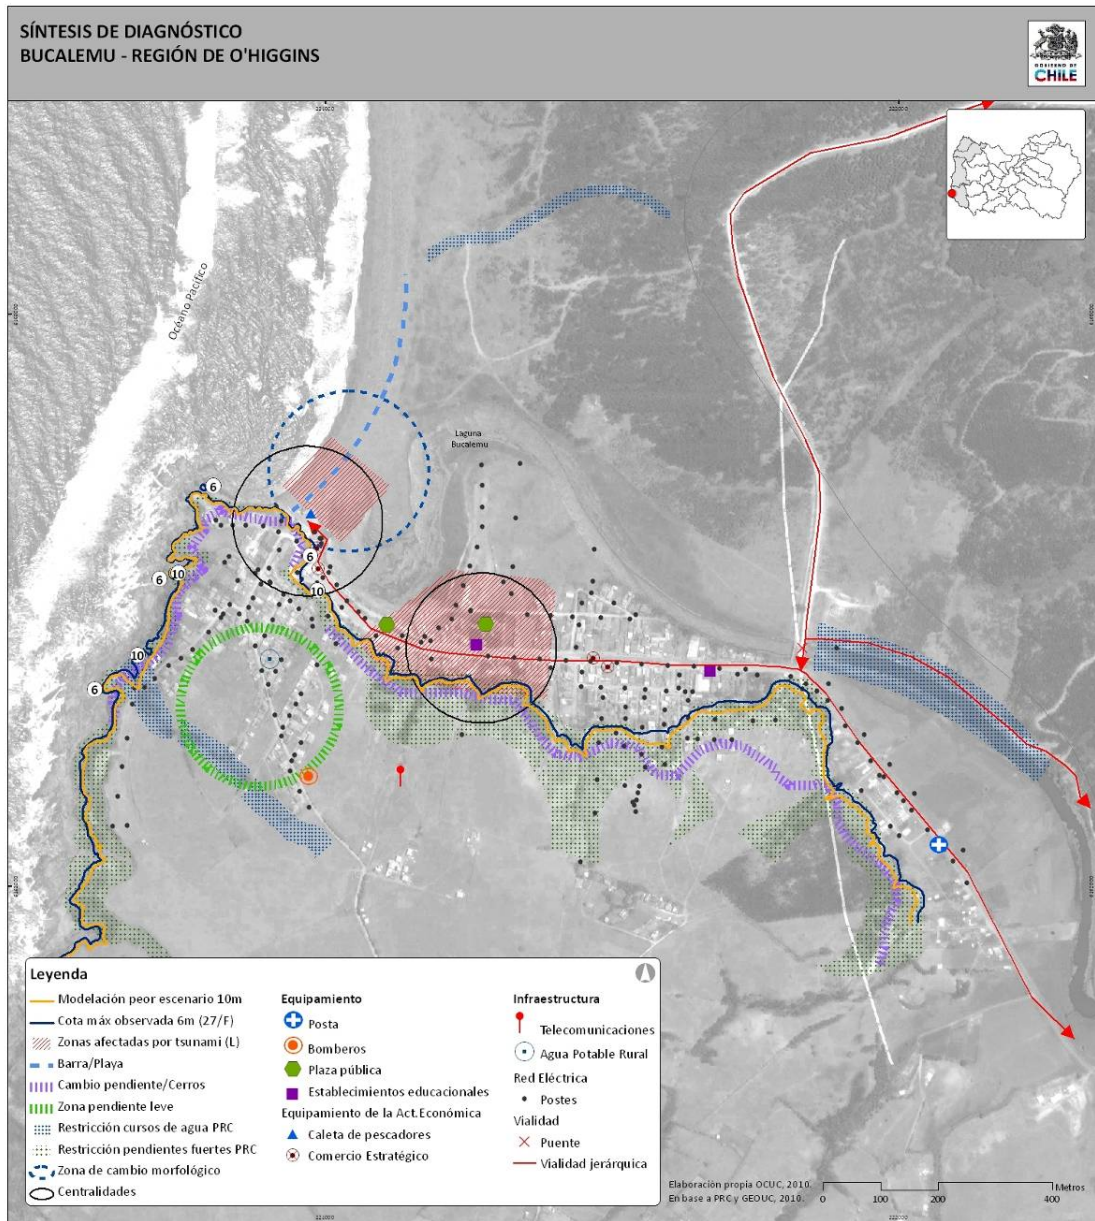 SÍNTESIS DE DIAGNÓSTICO
BUCALEMU - REGIÓN DE O'HIGGINS
GOBIERNO DE
CHILE
222000
Océano Pacífico
Laguna
Bucalemu
6
6
10
6
10
10
6
Leyenda
Modelación peor escenario 10m
Cota máx observada 6m (27/F)
Zonas afectadas por tsunami (L)
Barra/Playa
Cambio pendiente/Cerros
Zona pendiente leve
Restricción cursos de agua PRC
Restricción pendientes fuertes PRC
Zona de cambio morfológico
Centralidades
Equipamiento
Posta
Bomberos
Plaza pública
Establecimientos educacionales
Equipamiento de la Act.Económica
Caleta de pescadores
Comercio Estratégico
Infraestructura
Telecomunicaciones
Agua Potable Rural
Red Eléctrica
Postes
Vialidad
Puente
Vialidad jerárquica
Elaboración propia OCUC, 2010.
En base a PRC y GEOUC, 2010.
Metros
0 100 200 400
221000
222000